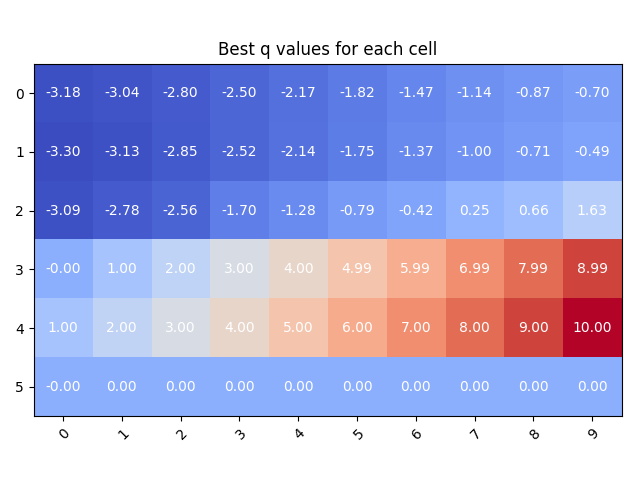 Best q values for each cell
0 -3.18 -3.04 -2.80 -2.50 -2.17 -1.82 -1.47 -1.14 -0.87 -0.70
1 -3.30 -3.13 -2.85 -2.52 -2.14 -1.75 -1.37 -1.00 -0.71 -0.49
2 -3.09 -2.78 -2.56 -1.70 -1.28 -0.79 -0.42 0.25 0.66 1.63
3 -0.00 1.00 2.00 3.00 4.00 4.99 5.99 6.99 7.99 8.99
4 1.00 2.00 3.00 4.00 5.00 6.00 7.00 8.00 9.00 10.00
5 -0.00 0.00 0.00 0.00 0.00 0.00 0.00 0.00 0.00 0.00
0 1 2 3 4 5 6 7 8 9